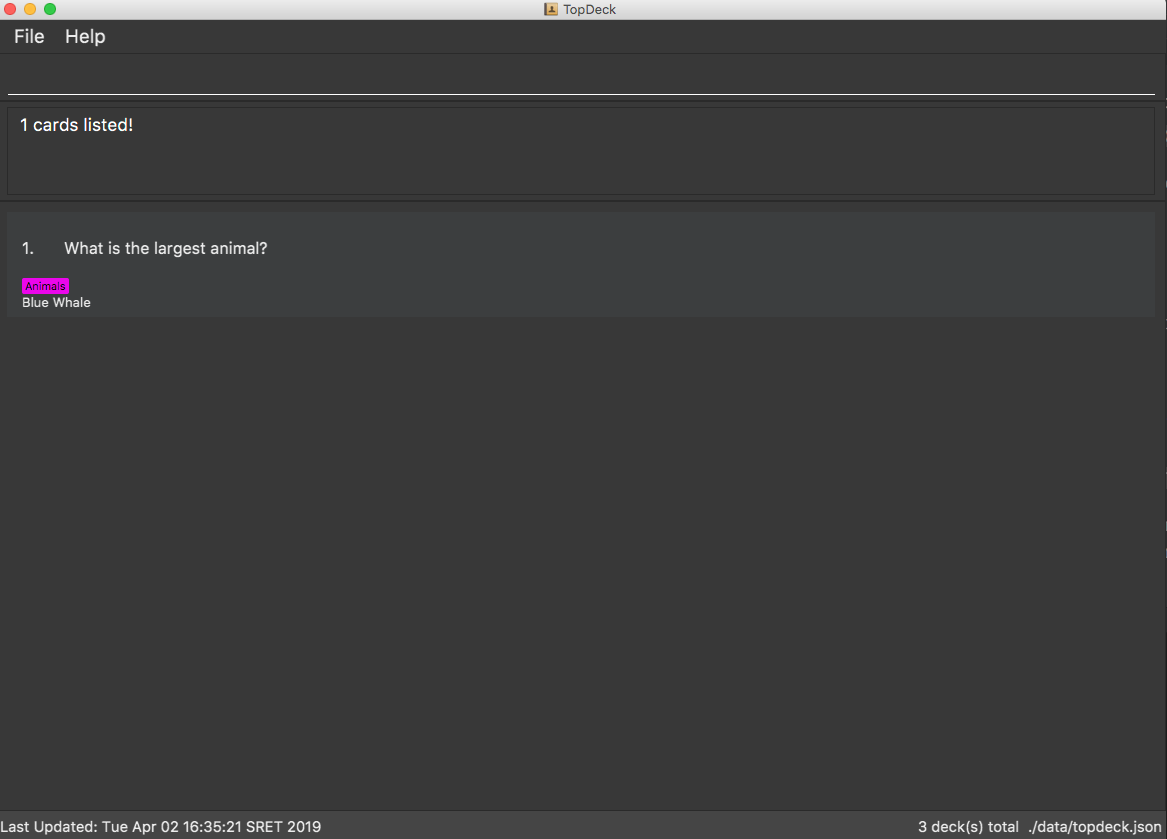 TopDeck
File Help
1 cards listed!
1. What is the largest animal?
Animals
Blue Whale
Last Updated: Tue Apr 02 16:35:21 SRET 2019 3 deck(s) total ./data/topdeck.json